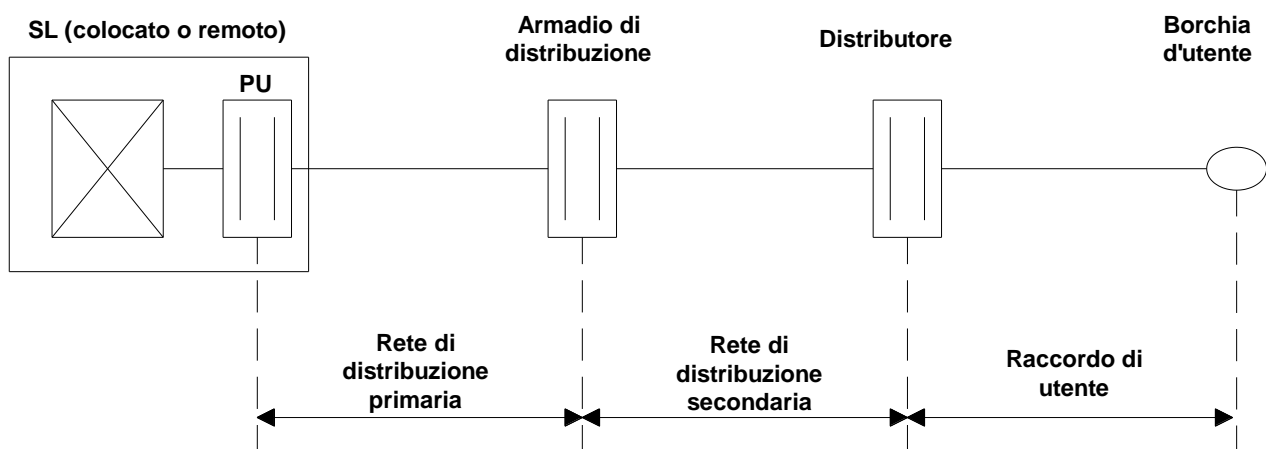 SL (colocato o remoto)
Armadio di
distribuzione
Distributore
Borchia
d'utente
PU
Rete di
distribuzione
primaria
Rete di
distribuzione
secondaria
Raccordo di
utente